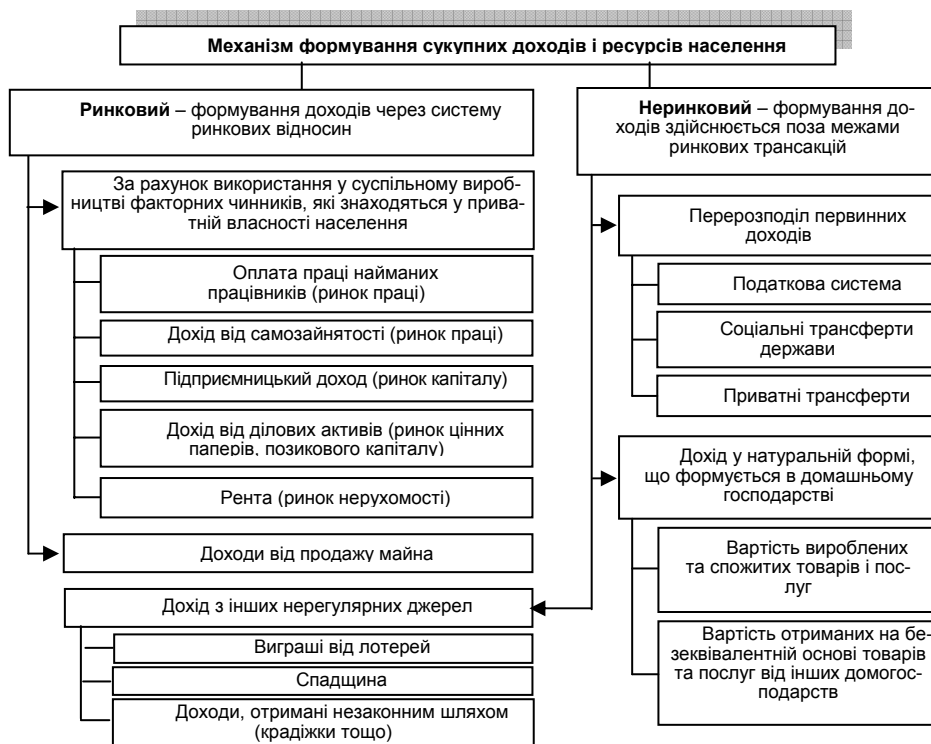 Механізм формування сукупних доходів і ресурсів населення
Ринковий – формування доходів через систему
ринкових відносин
За рахунок використання у суспільному вироб-
ництві факторних чинників, які знаходяться у прива-
тній власності населення
Оплата праці найманих
працівників (ринок праці)
Дохід від самозайнятості (ринок праці)
Підприємницький доход (ринок капіталу)
Дохід від ділових активів (ринок цінних
паперів, позикового капіталу)
Рента (ринок нерухомості)
Доходи від продажу майна
Дохід з інших нерегулярних джерел
Виграші від лотерей
Спадщина
Доходи, отримані незаконним шляхом
(крадіжки тощо)
Неринковий – формування до-
ходів здійснюється поза межами
ринкових трансакцій
Перерозподіл первинних
доходів
Податкова система
Соціальні трансферти
держави
Приватні трансферти
Дохід у натуральній формі,
що формується в домашньому
господарстві
Вартість вироблених
та спожитих товарів і пос-
луг
Вартість отриманих на бе-
зеквівалентній основі товарів
та послуг від інших домогос-
подарств